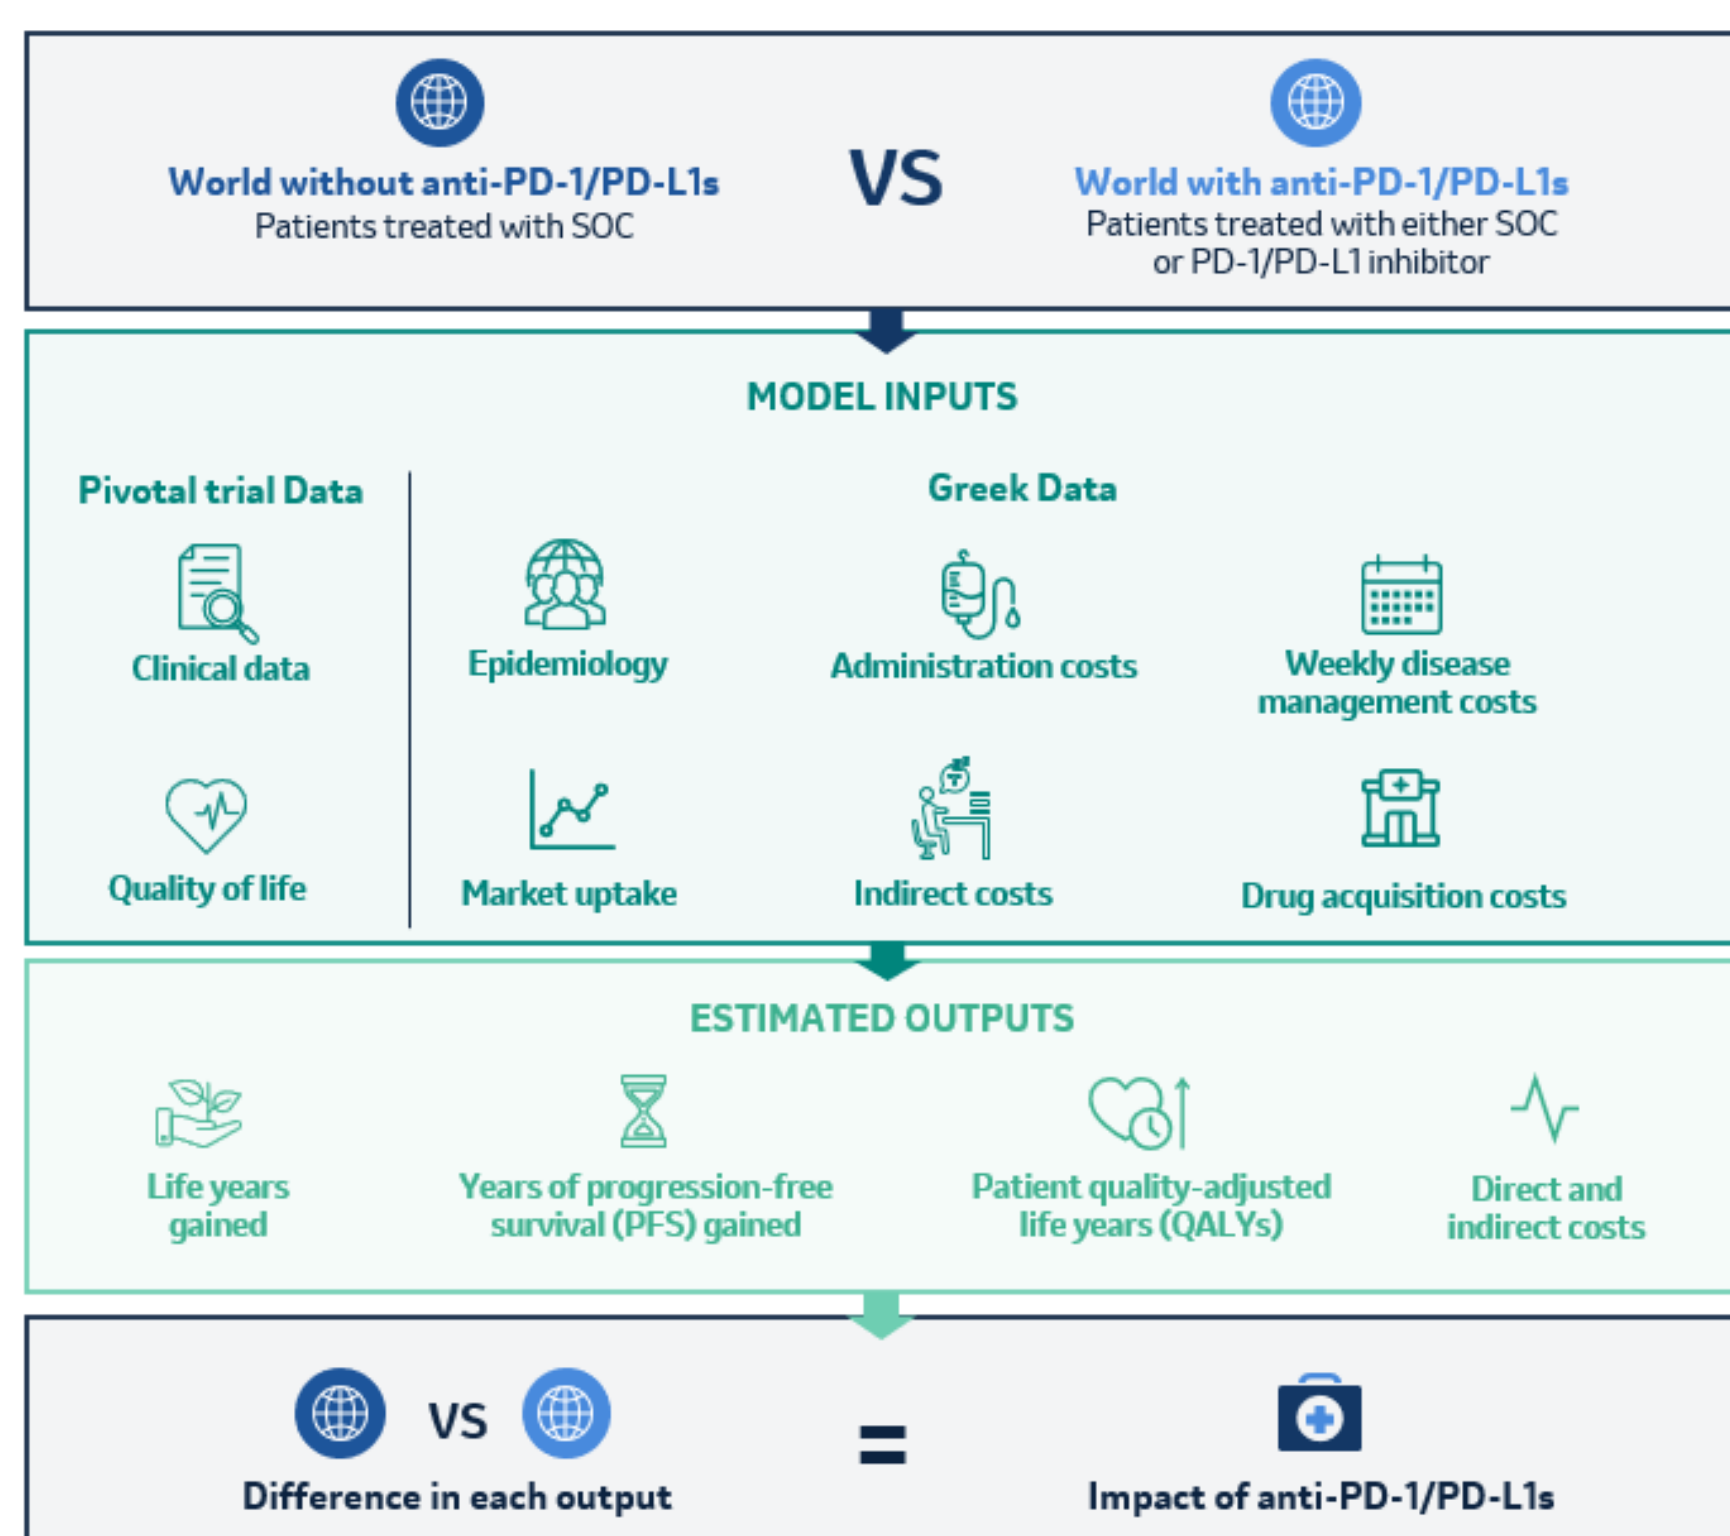 World without anti-PD-1/PD-L1s
Patients treated with SOC
VS
World with anti-PD-1/PD-L1s
Patients treated with either SOC
or PD-1/PD-L1 inhibitor
MODEL INPUTS
Pivotal trial Data
Greek Data
Clinical data
Epidemiology
Administration costs
Weekly disease
management costs
Quality of life
Market uptake
Indirect costs
Drug acquisition costs
ESTIMATED OUTPUTS
Life years
gained
Years of progression-free
survival (PFS) gained
Patient quality-adjusted
life years (QALYs)
Direct and
indirect costs
VS
=
Difference in each output
Impact of anti-PD-1/PD-L1s